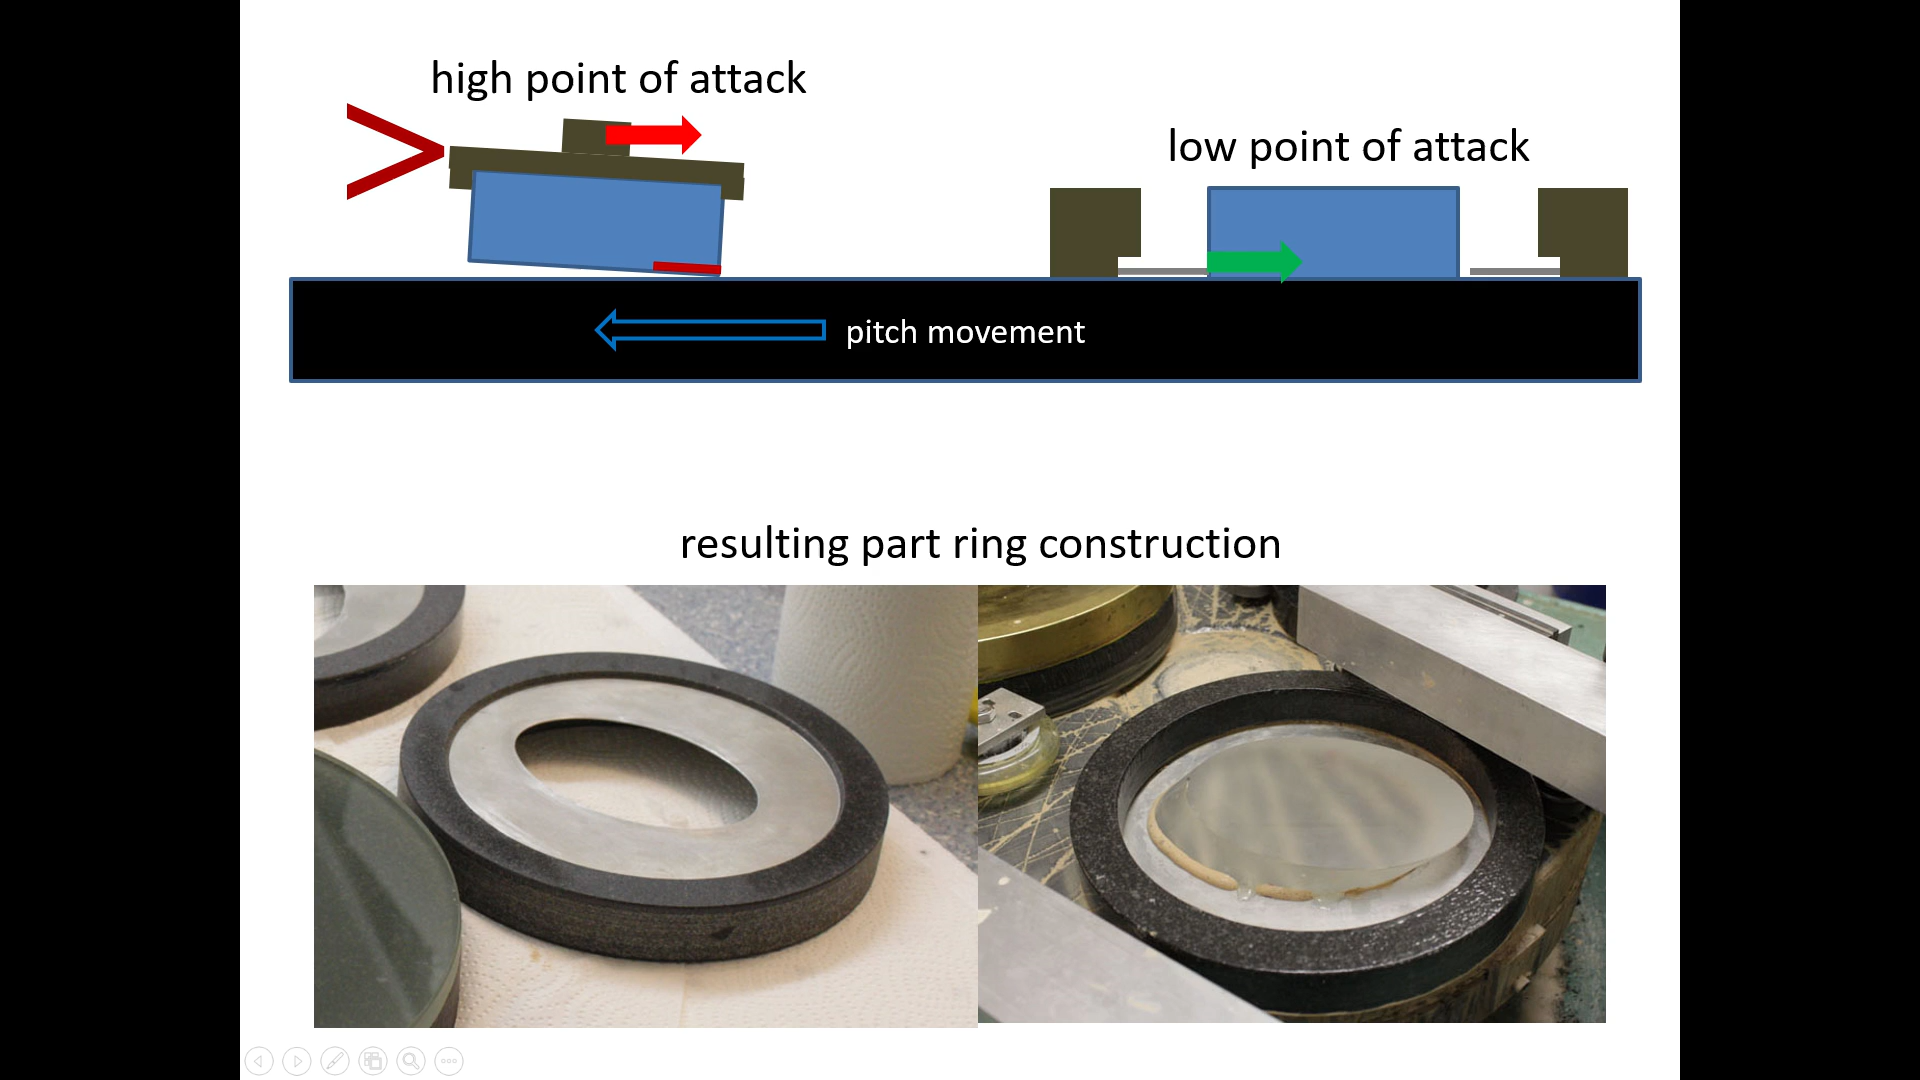 high point of attack
low point of attack
pitch movement
resulting part ring construction